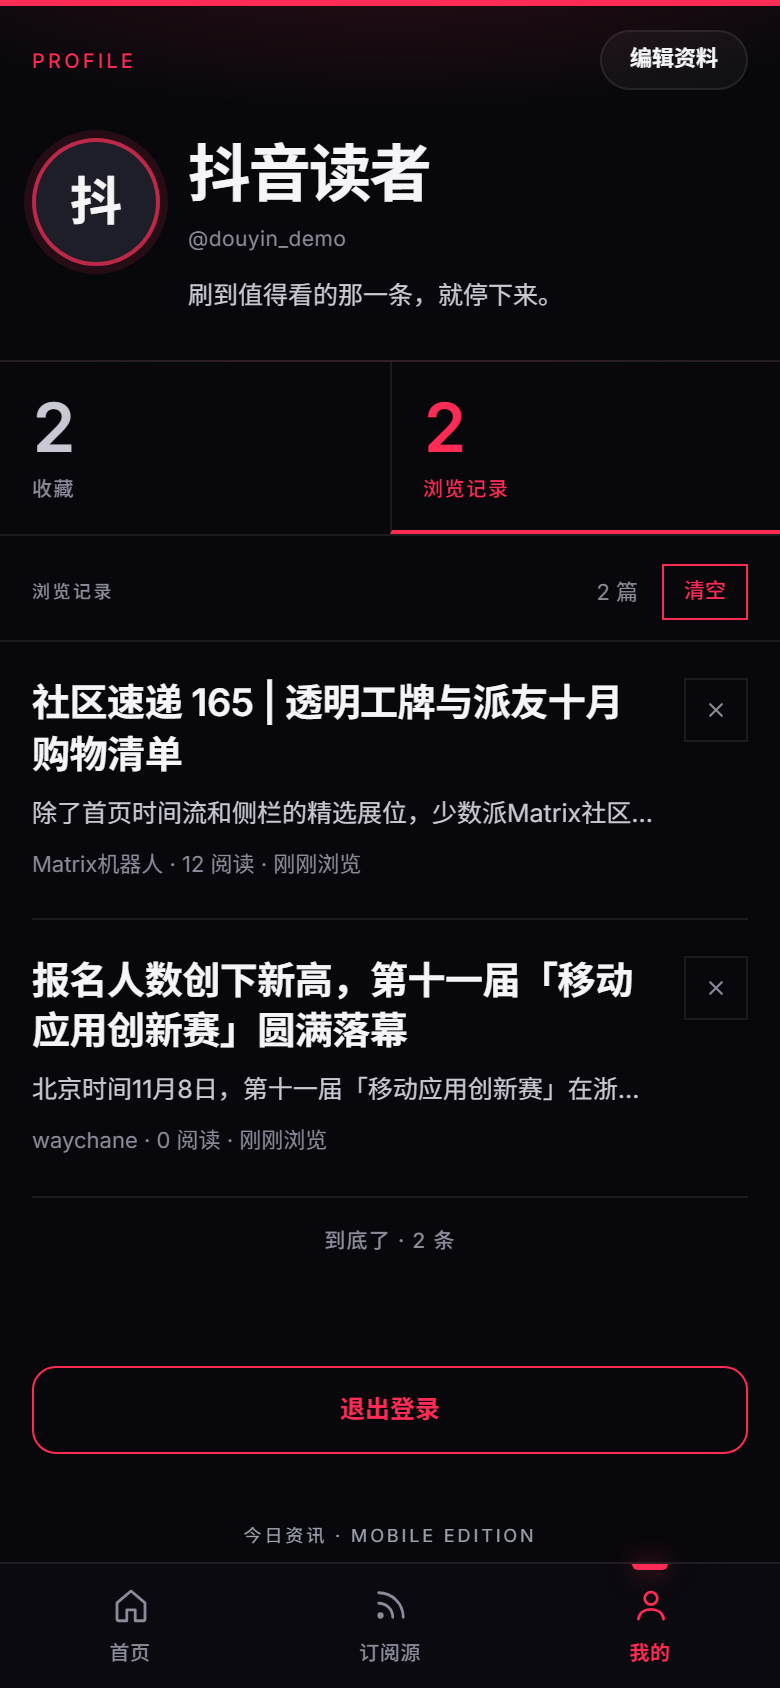 PROFILE
编辑资料
抖
抖音读者
@douyin_demo
刷到值得看的那一条，就停下来。
2
收藏
2
浏览记录
浏览记录
2 篇
清空
社区速递 165 | 透明工牌与派友十月
购物清单
除了首页时间流和侧栏的精选展位，少数派Matrix社区...
Matrix机器人 · 12 阅读 · 刚刚浏览
报名人数创下新高，第十一届「移动
应用创新赛」圆满落幕
北京时间11月8日，第十一届「移动应用创新赛」在浙...
waychane · 0 阅读 · 刚刚浏览
到底了 · 2 条
退出登录
今日资讯 · MOBILE EDITION
首页
订阅源
我的